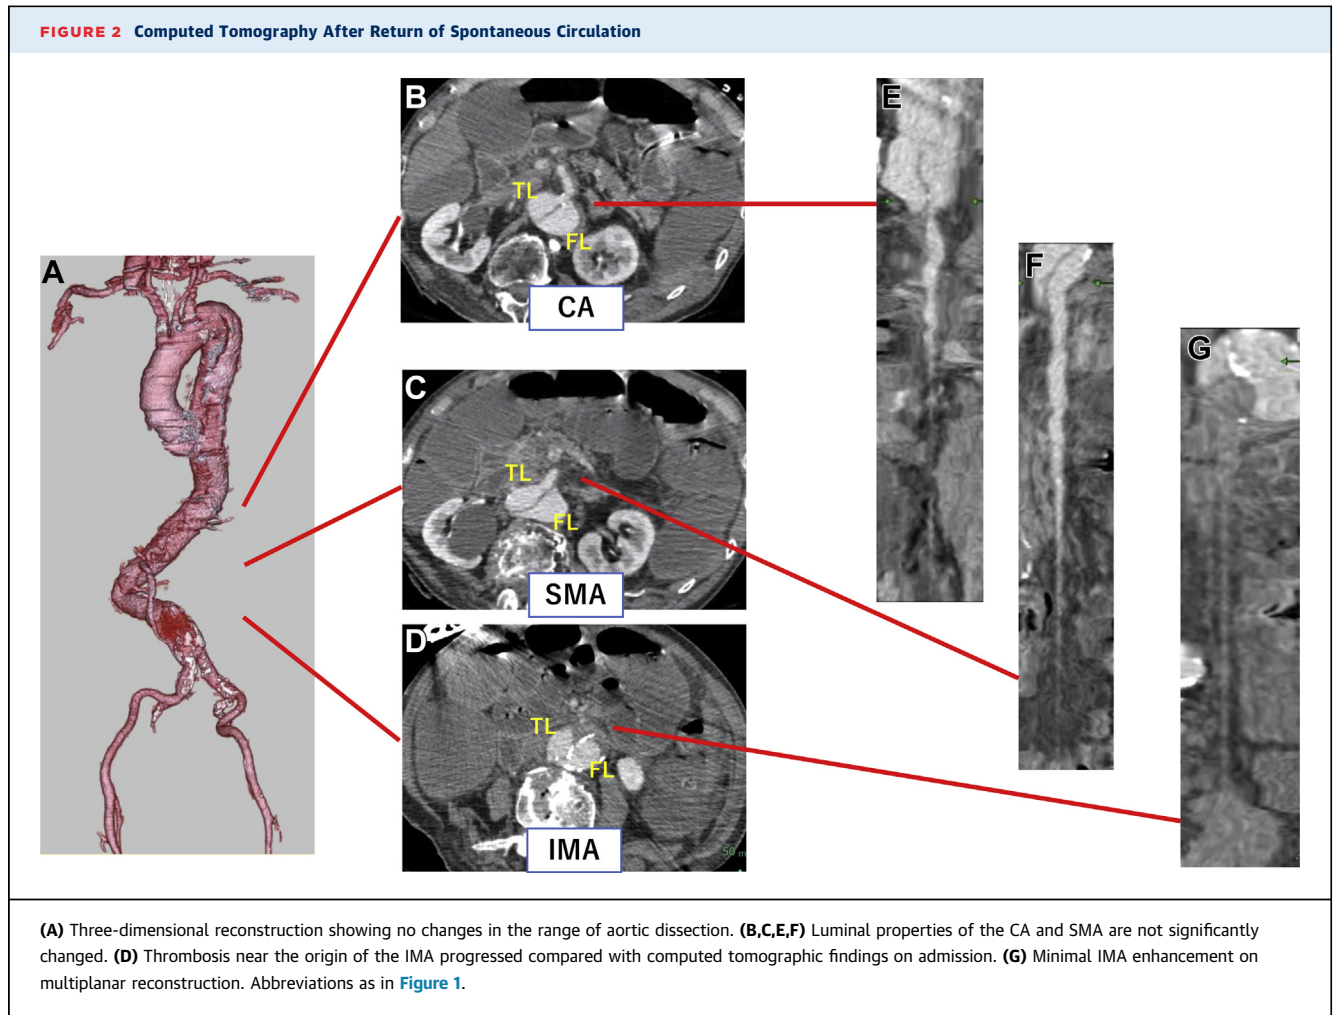 FIGURE 2 Computed Tomography After Return of Spontaneous Circulation
A
B
TL
FL
CA
C
TL
FL
SMA
D
TL
FL
IMA
50 m
E
F
G
(A) Three-dimensional reconstruction showing no changes in the range of aortic dissection. (B,C,E,F) Luminal properties of the CA and SMA are not significantly
changed. (D) Thrombosis near the origin of the IMA progressed compared with computed tomographic findings on admission. (G) Minimal IMA enhancement on
multiplanar reconstruction. Abbreviations as in Figure 1.